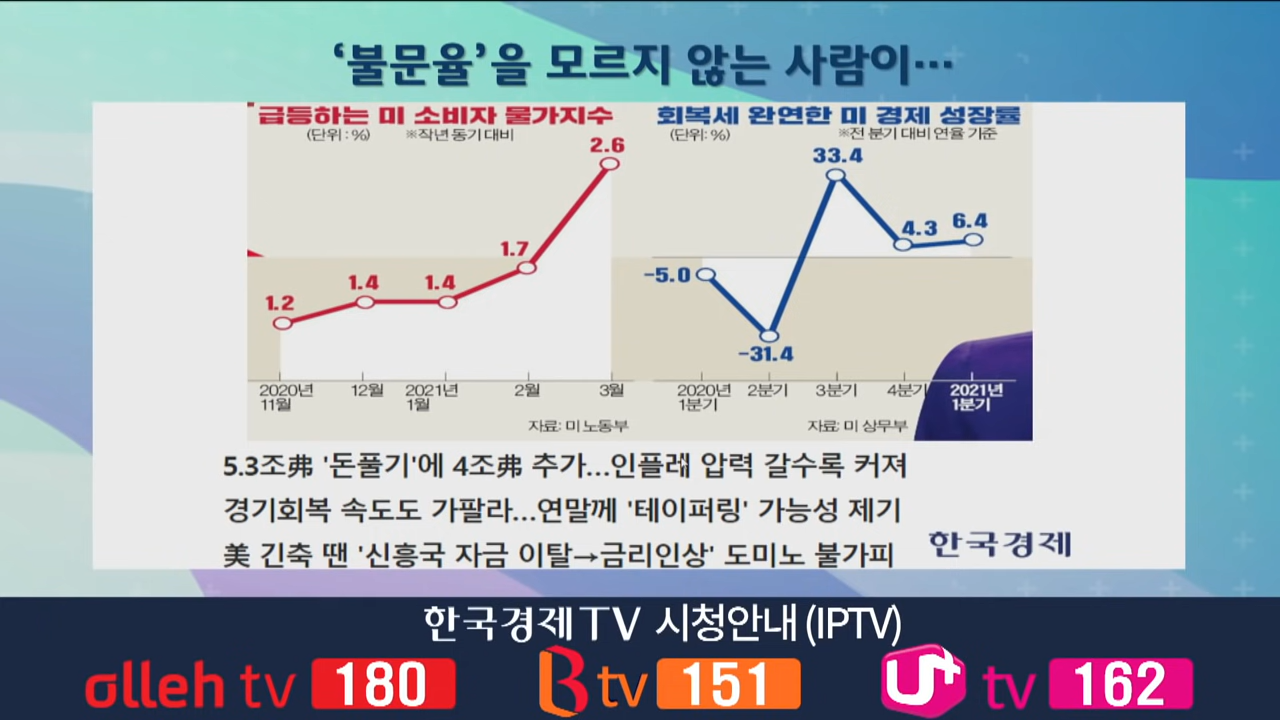 ‘불문율’을 모르지 않는 사람이…
급등하는 미 소비자 물가지수
(단위 : %) ※작년 동기 대비
2.6
1.7
1.4
1.4
1.2
2020년 11월
12월
2021년 1월
2월
3월
자료: 미 노동부
회복세 완연한 미 경제 성장률
(단위: %) ※전 분기 대비 연율 기준
33.4
6.4
4.3
-5.0
-31.4
2020년 1분기
2분기
3분기
4분기
2021년 1분기
자료: 미 상무부
5.3조弗 '돈풀기'에 4조弗 추가...인플래 압력 갈수록 커져
경기회복 속도도 가팔라...연말께 '테이퍼링' 가능성 제기
美 긴축 땐 '신흥국 자금 이탈→금리인상' 도미노 불가피
한국경제
한국경제TV 시청안내 (IPTV)
olleh tv 180
B tv 151
U+ tv 162